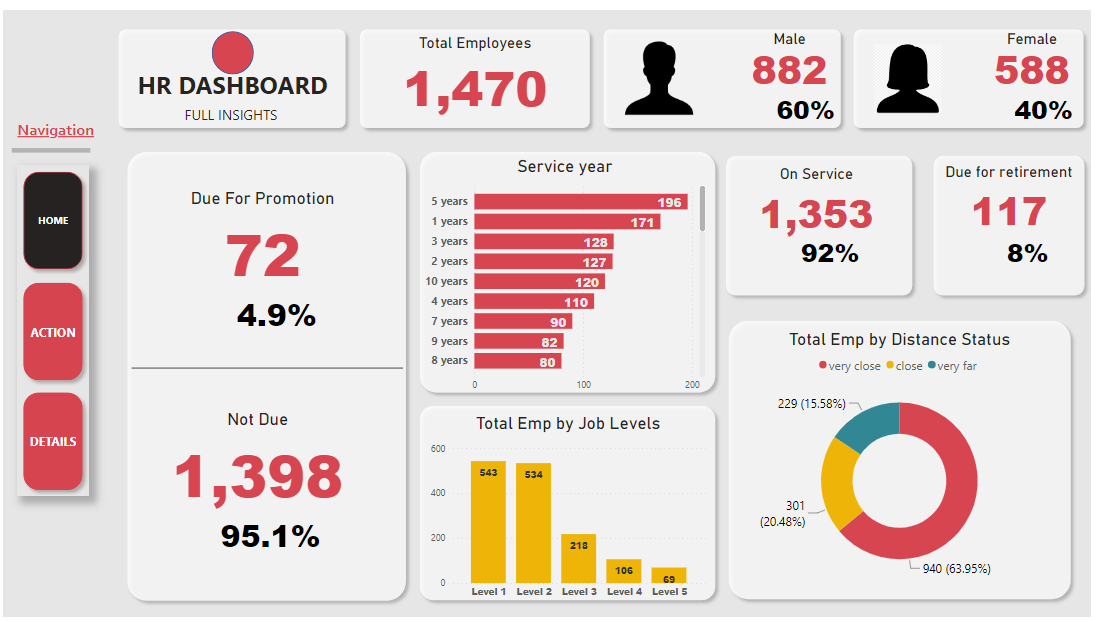 HR DASHBOARD
FULL INSIGHTS
Total Employees
1,470
Male
882
60%
Female
588
40%
Navigation
HOME
ACTION
DETAILS
Due For Promotion
72
4.9%
Not Due
1,398
95.1%
Service year
5 years 196
1 years 171
3 years 128
2 years 127
10 years 120
4 years 110
7 years 90
9 years 82
8 years 80
0 100 200
Total Emp by Job Levels
600
400
200
0
543 534 218 106 69
Level 1 Level 2 Level 3 Level 4 Level 5
On Service
1,353
92%
Due for retirement
117
8%
Total Emp by Distance Status
very close close very far
229 (15.58%)
301
(20.48%)
940 (63.95%)